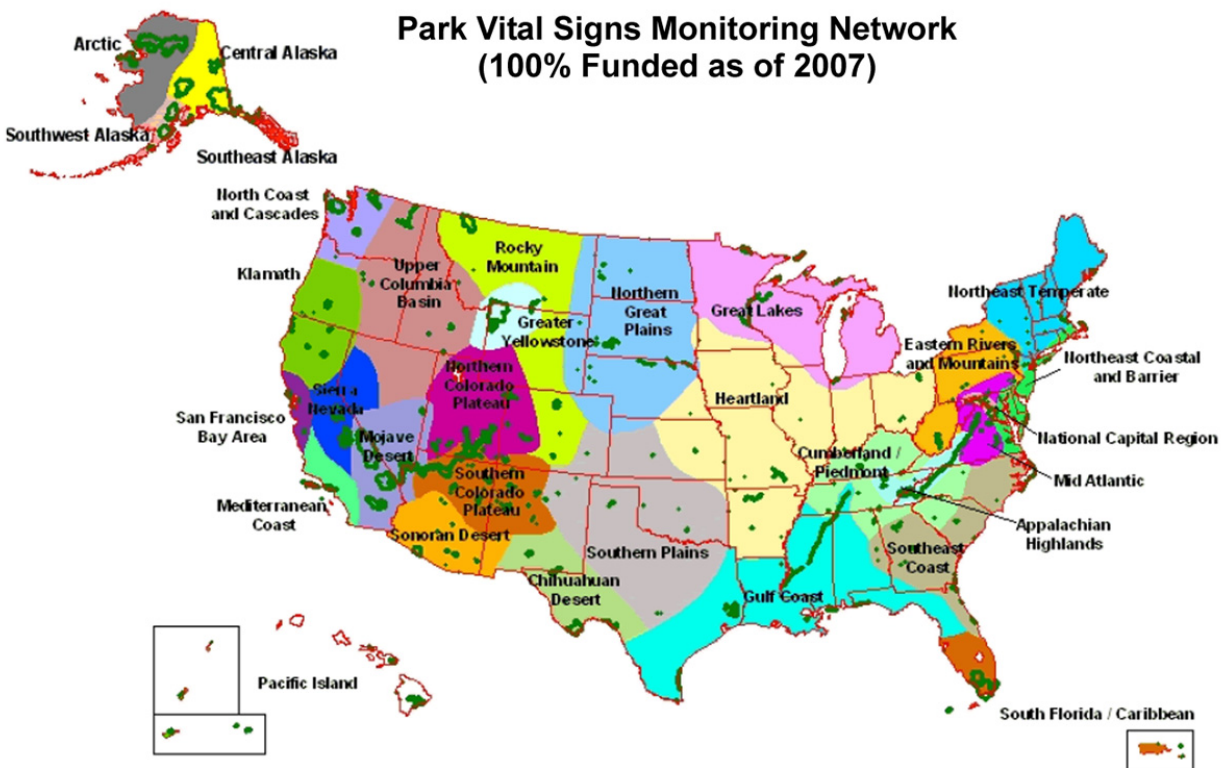 Park Vital Signs Monitoring Network
(100% Funded as of 2007)
Arctic
Central Alaska
Southwest Alaska
Southeast Alaska
North Coast
and Cascades
Klamath
Upper
Columbia
Basin
Rocky
Mountain
Greater
Yellowstone
Northern
Great
Plains
Great Lakes
Northeast Temperate
Eastern Rivers
and Mountains
Northeast Coastal
and Barrier
Northern
Colorado
Plateau
Sierra
Nevada
San Francisco
Bay Area
Mojave
Desert
Heartland
Cumberland /
Piedmont
National Capital Region
Mid Atlantic
Mediterranean
Coast
Southern
Colorado
Plateau
Sonoran Desert
Southern Plains
Appalachian
Highlands
Southeast
Coast
Chihuahuan
Desert
Gulf Coast
Pacific Island
South Florida / Caribbean